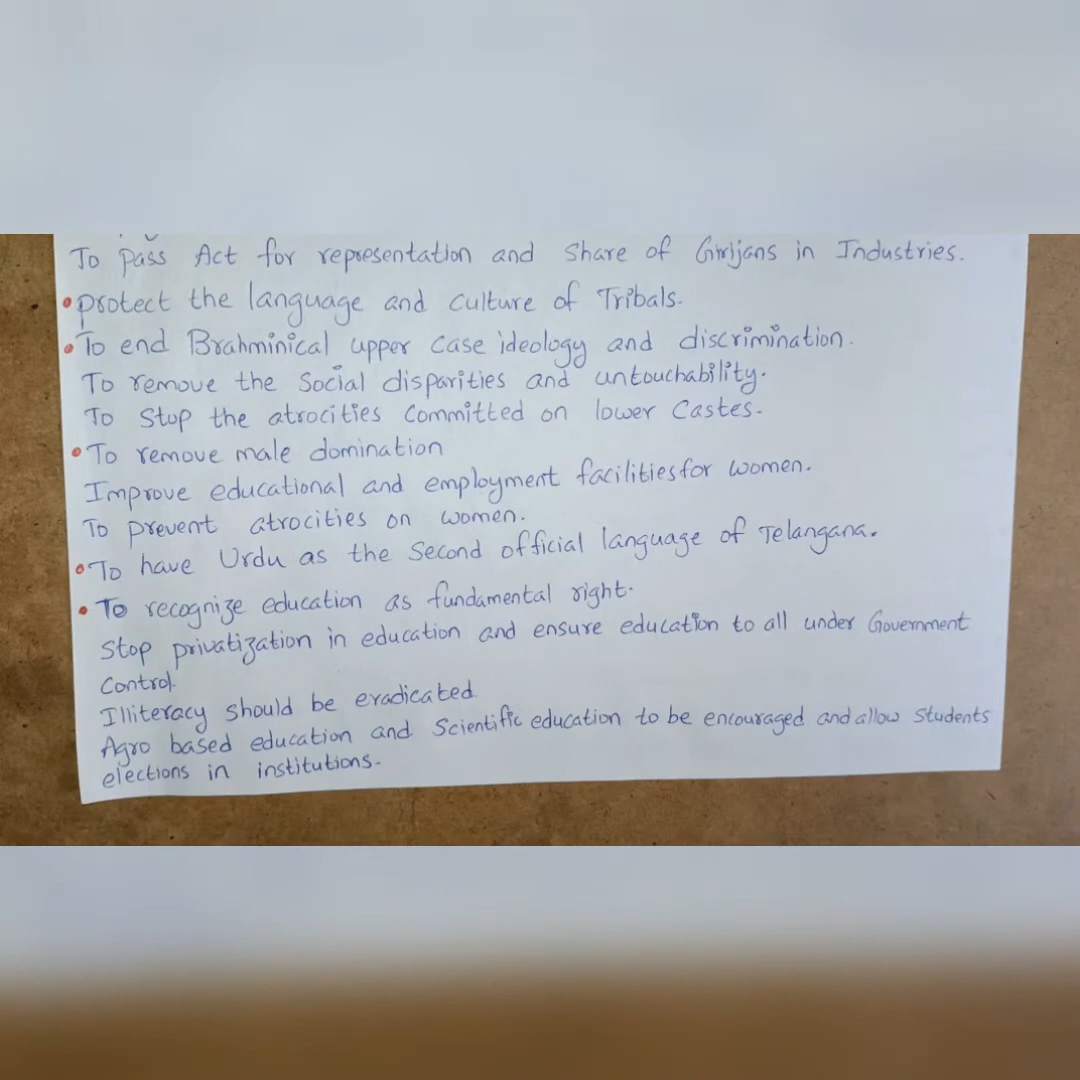 To pass Act for representation and Share of Girijans in Industries.
• protect the language and culture of Tribals.
• To end Brahminical upper case ideology and discrimination.
To remove the Social disparities and untouchability.
To Stop the atrocities Committed on lower Castes.
• To remove male domination
Improve educational and employment facilities for women.
To prevent atrocities on women.
• To have Urdu as the Second official language of Telangana.
• To recognize education as fundamental right.
Stop privatization in education and ensure education to all under Government
Control.
Illiteracy should be eradicated
Agro based education and Scientific education to be encouraged and allow Students
elections in institutions.